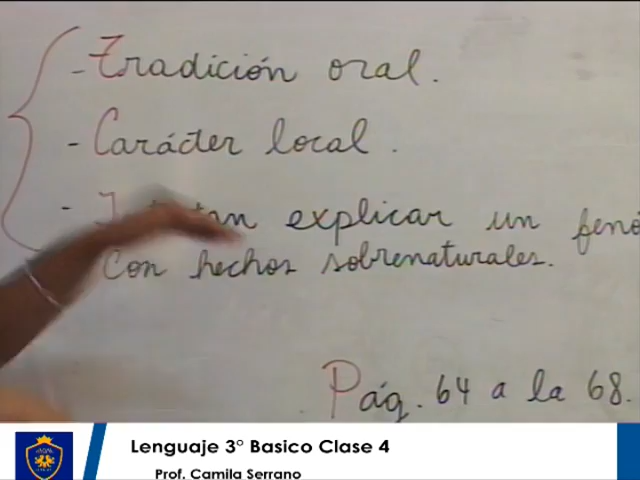 - Tradición oral.
- Carácter local.
- explicar un
con hechos sobrenaturales.
Pág. 64 a la 68.
Lenguaje 3° Basico Clase 4
Prof. Camila Serrano